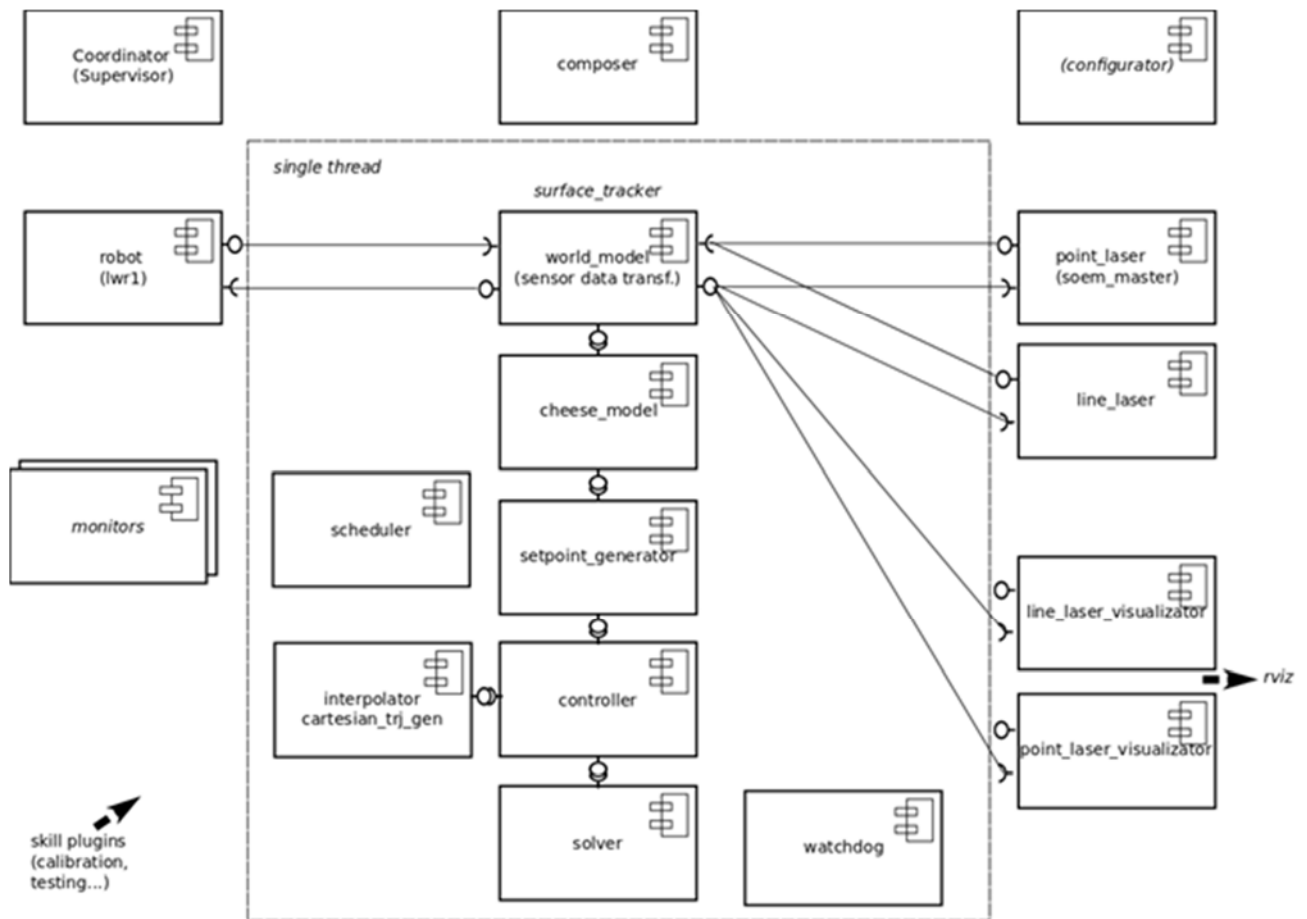 Coordinator
(Supervisor)
composer
(configurator)
single thread
surface_tracker
robot
(lwr1)
world_model
(sensor data transf.)
point_laser
(soem_master)
cheese_model
line_laser
monitors
scheduler
setpoint_generator
line_laser_visualizator
rviz
interpolator
cartesian_trj_gen
controller
point_laser_visualizator
skill plugins
(calibration,
testing...)
solver
watchdog